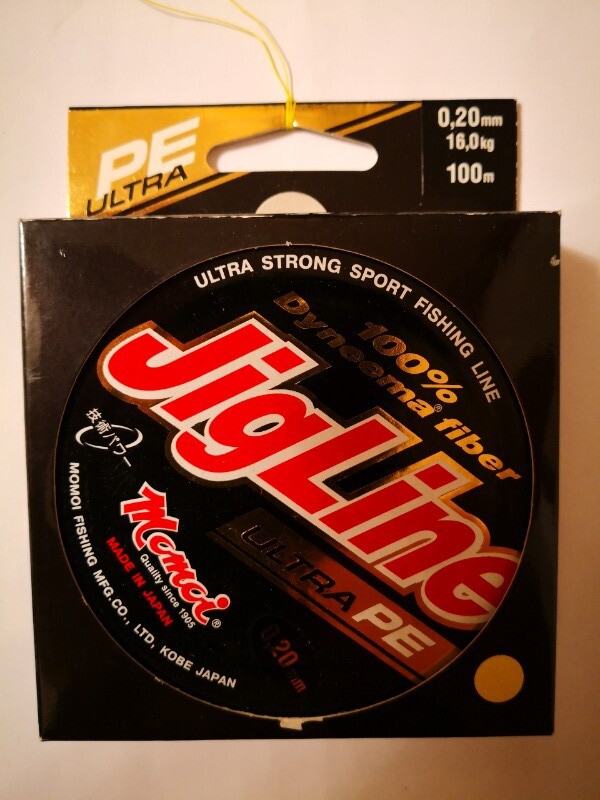 PE
ULTRA
0,20mm
16,0kg
100m
ULTRA STRONG SPORT FISHING LINE
100%
Dyneema® fiber
JigLine
技術パワー
Momoi®
Quality since 1905
MADE IN JAPAN
MOMOI FISHING MFG.CO., LTD, KOBE JAPAN
ULTRA PE
0,20mm